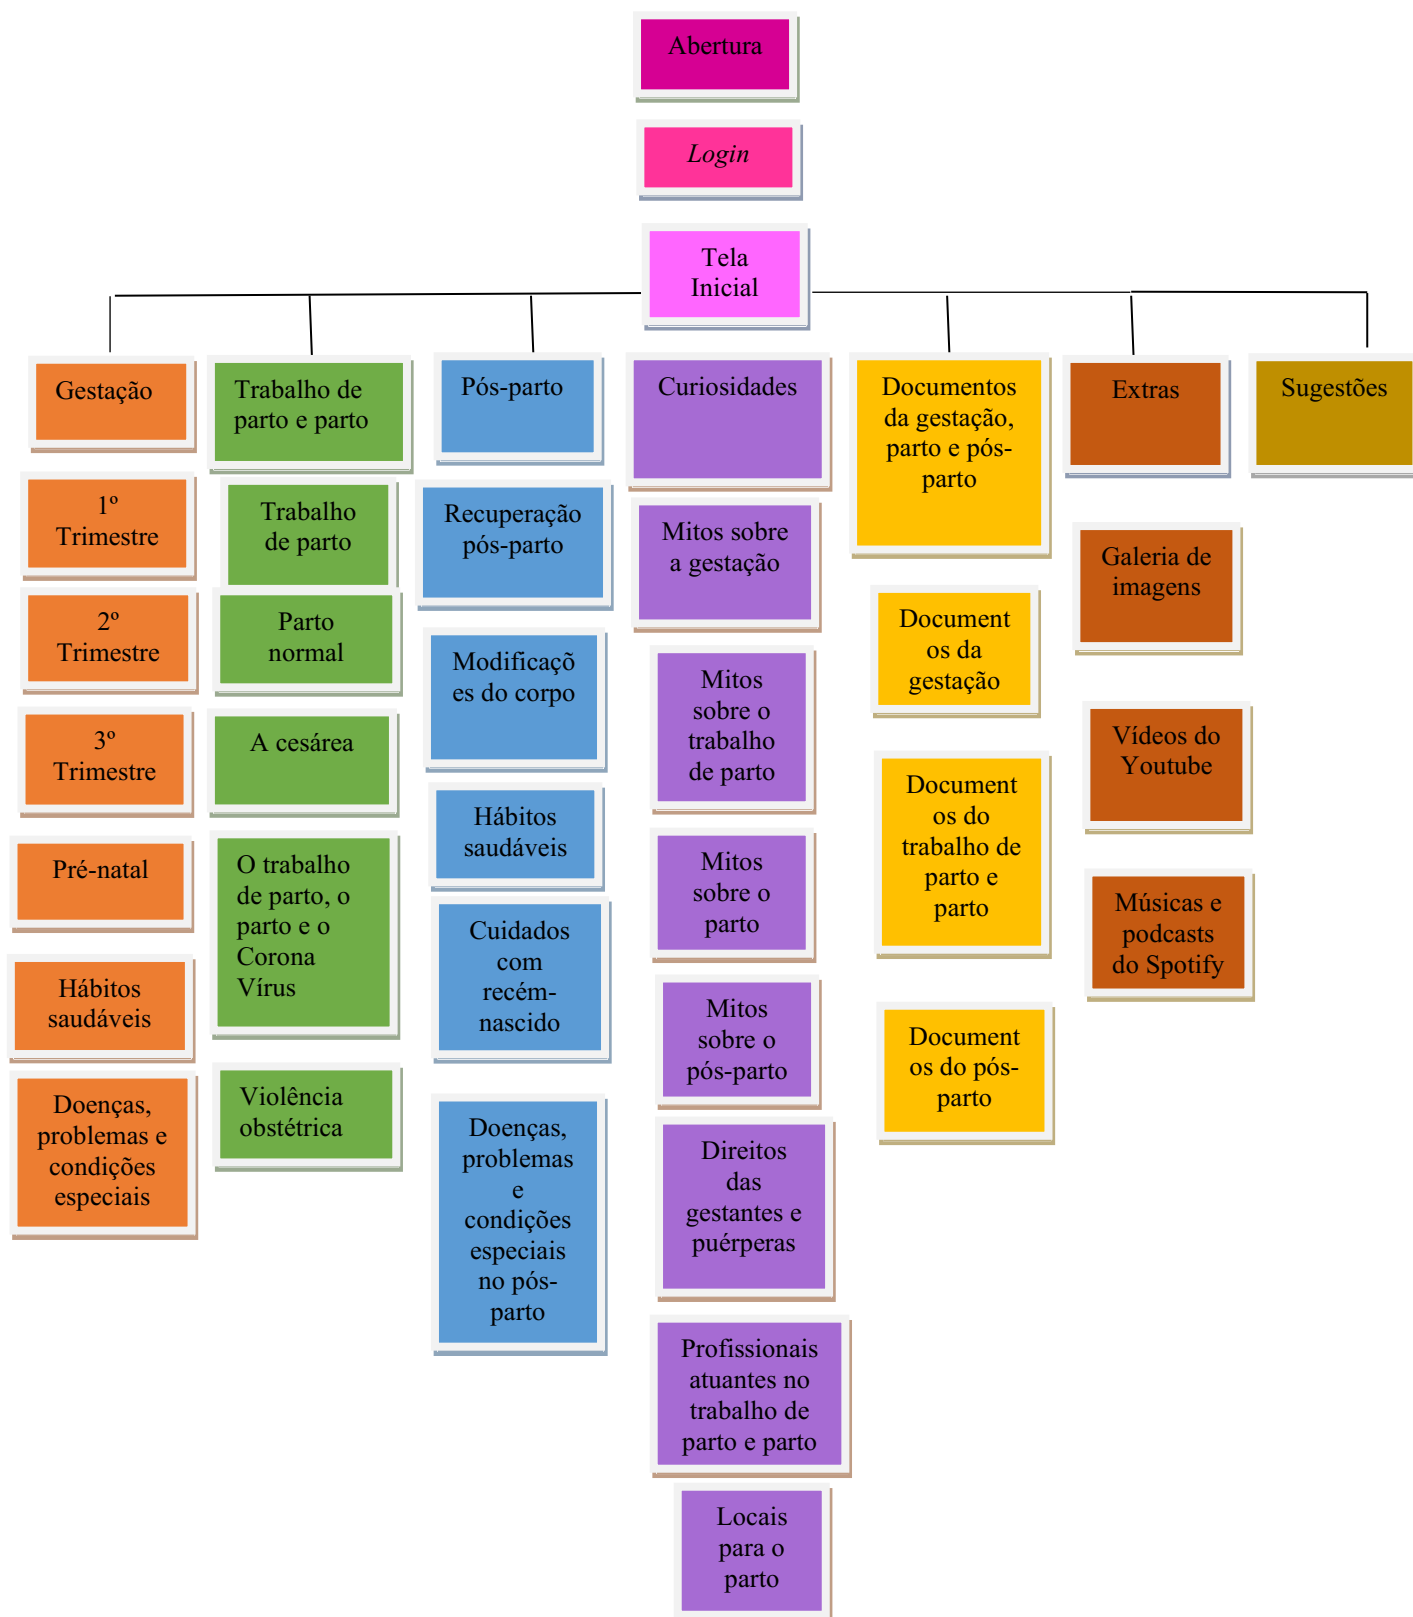 Abertura
Login
Tela
Inicial
Gestação
1º
Trimestre
2º
Trimestre
3º
Trimestre
Pré-natal
Hábitos
saudáveis
Doenças,
problemas e
condições
especiais
Trabalho de
parto e parto
Trabalho
de parto
Parto
normal
A cesárea
O trabalho
de parto, o
parto e o
Corona
Vírus
Violência
obstétrica
Pós-parto
Recuperação
pós-parto
Modificaçõ
es do corpo
Hábitos
saudáveis
Cuidados
com
recém-
nascido
Doenças,
problemas
e
condições
especiais
no pós-
parto
Curiosidades
Mitos sobre
a gestação
Mitos
sobre o
trabalho
de parto
Mitos
sobre o
parto
Mitos
sobre o
pós-parto
Direitos
das
gestantes e
puérperas
Profissionais
atuantes no
trabalho de
parto e parto
Locais
para o
parto
Documentos
da gestação,
parto e pós-
parto
Document
os da
gestação
Document
os do
trabalho de
parto e
parto
Document
os do pós-
parto
Extras
Galeria de
imagens
Vídeos do
Youtube
Músicas e
podcasts
do Spotify
Sugestões